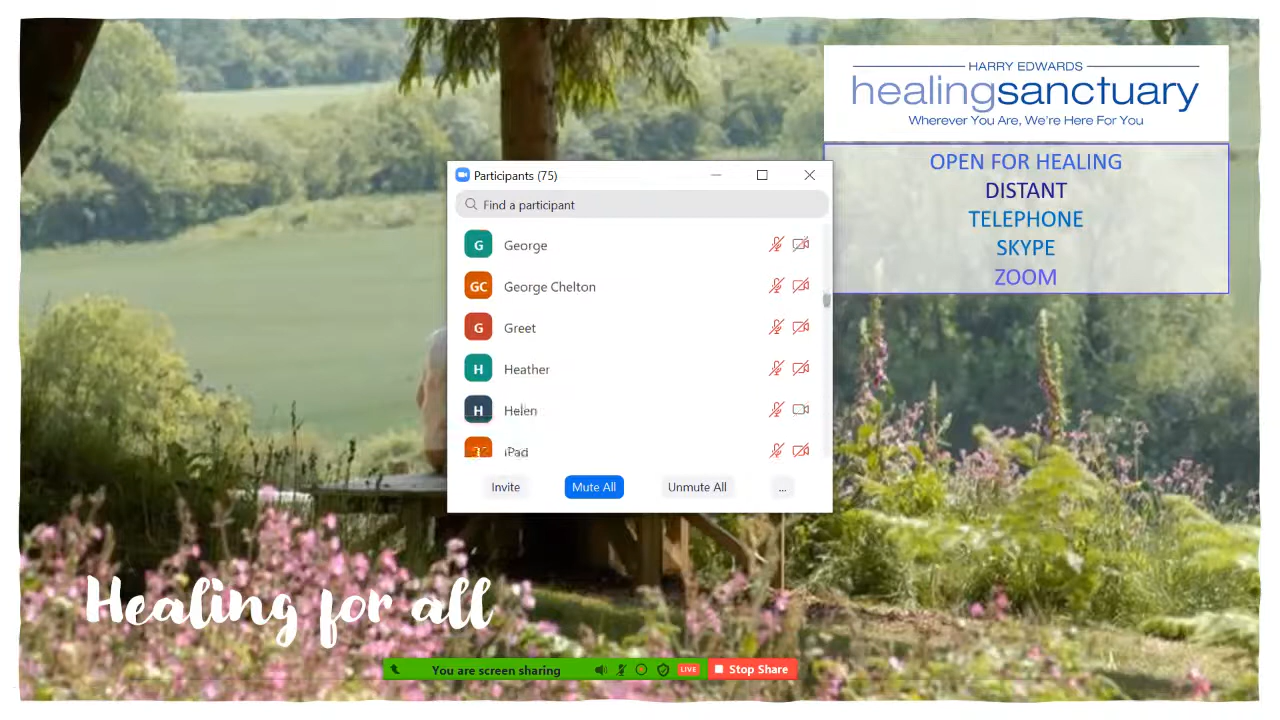 HARRY EDWARDS
healingsanctuary
Wherever You Are, We're Here For You
OPEN FOR HEALING
DISTANT
TELEPHONE
SKYPE
ZOOM
Participants (75)
Find a participant
G George
GC George Chelton
G Greet
H Heather
H Helen
iPad
Invite Mute All Unmute All ...
Healing for all
You are screen sharing LIVE Stop Share